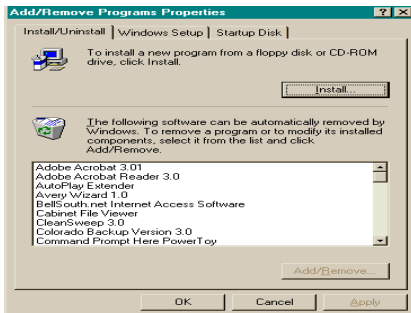 Add/Remove Programs Properties
Install/Uninstall Windows Setup Startup Disk
To install a new program from a floppy disk or CD-ROM
drive, click Install.
Install...
The following software can be automatically removed by
Windows. To remove a program or to modify its installed
components, select it from the list and click
Add/Remove.
Adobe Acrobat 3.01
Adobe Acrobat Reader 3.0
AutoPlay Extender
Avery Wizard 1.0
BellSouth.net Internet Access Software
Cabinet File Viewer
CleanSweep 3.0
Colorado Backup Version 3.0
Command Prompt Here PowerToy
Add/Remove...
OK Cancel Apply